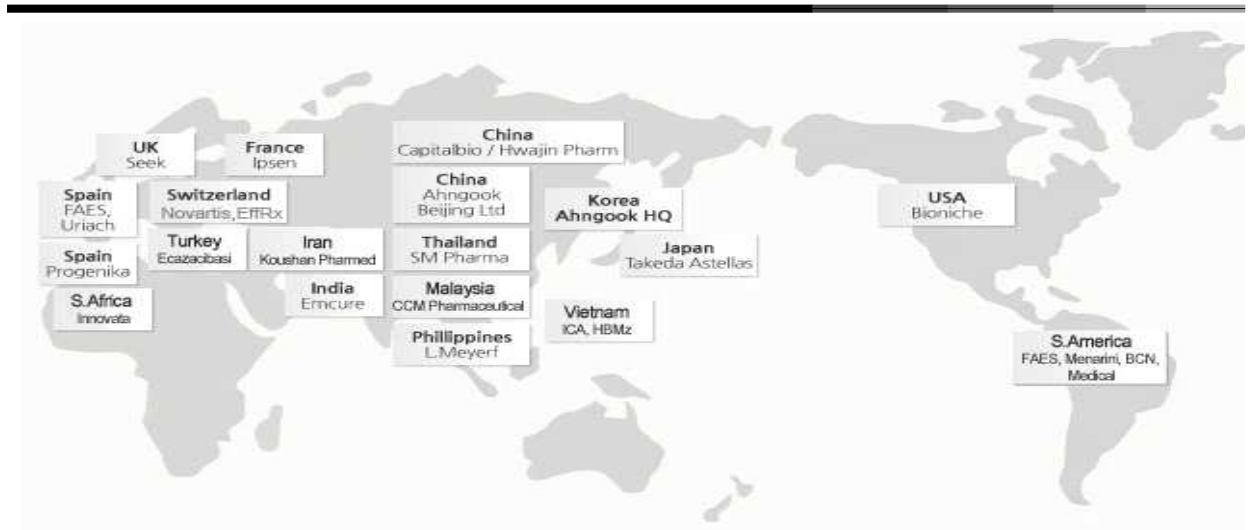 UK
Seek
France
Ipsen
China
Capitalbio / Hwajin Pharm
Spain
FAES,
Uriach
Switzerland
Novartis,EffRx
China
Ahngook
Beijing Ltd
Korea
Ahngook HQ
USA
Bioniche
Spain
Progenika
Turkey
Ecazacibasi
Iran
Koushan Pharmed
Thailand
SM Pharma
Japan
Takeda Astellas
S.Africa
Innovata
India
Emcure
Malaysia
CCM Pharmaceutical
Vietnam
ICA, HBMz
Phillippines
L.Meyerf
S.America
FAES, Menarini, BCN,
Medical